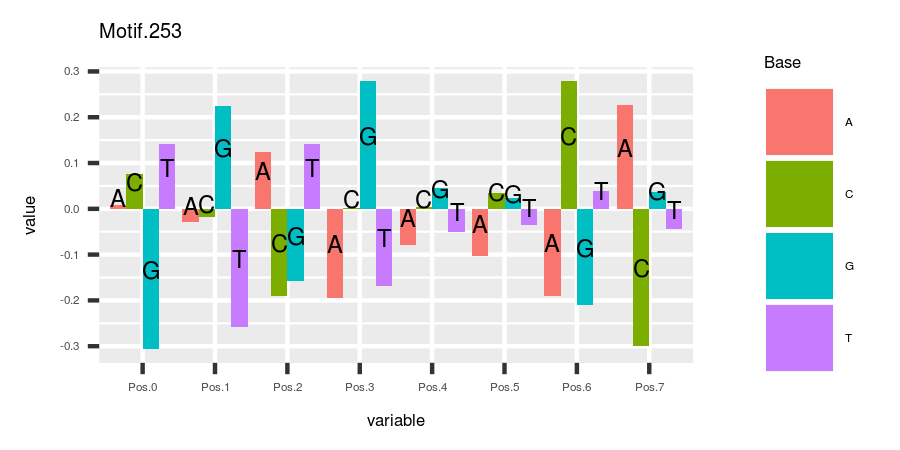 Motif.253
value
0.3
0.2
0.1
0.0
-0.1
-0.2
-0.3
A C G T
A C G T
A C G T
A C G T
A C G T
A C G T
A C G T
A C G T
Pos.0 Pos.1 Pos.2 Pos.3 Pos.4 Pos.5 Pos.6 Pos.7
variable
Base
A
C
G
T